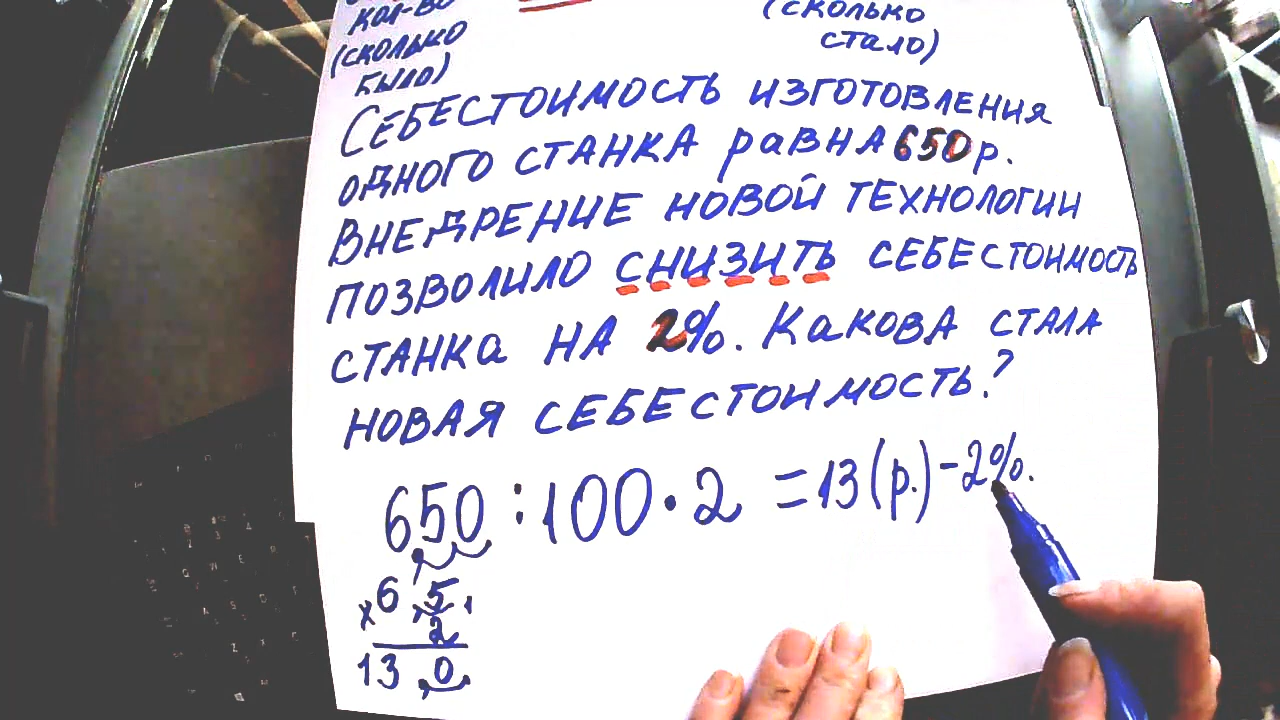 кол-во
(сколько
было)
(сколько
стало)
Себестоимость изготовления
одного станка равна 650 р.
Внедрение новой технологии
позволило снизить себестоимость
станка на 2%. Какова стала
новая себестоимость?
650 : 100 · 2 = 13 (р.) - 2%.
× 6,5
2
13,0